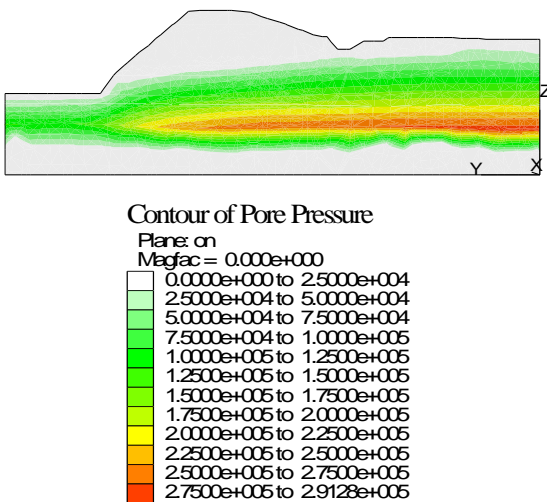 Z
Y X
Contour of Pore Pressure
Plane: on
Magfac = 0.000e+000
0.0000e+000 to 2.5000e+004
2.5000e+004 to 5.0000e+004
5.0000e+004 to 7.5000e+004
7.5000e+004 to 1.0000e+005
1.0000e+005 to 1.2500e+005
1.2500e+005 to 1.5000e+005
1.5000e+005 to 1.7500e+005
1.7500e+005 to 2.0000e+005
2.0000e+005 to 2.2500e+005
2.2500e+005 to 2.5000e+005
2.5000e+005 to 2.7500e+005
2.7500e+005 to 2.9128e+005